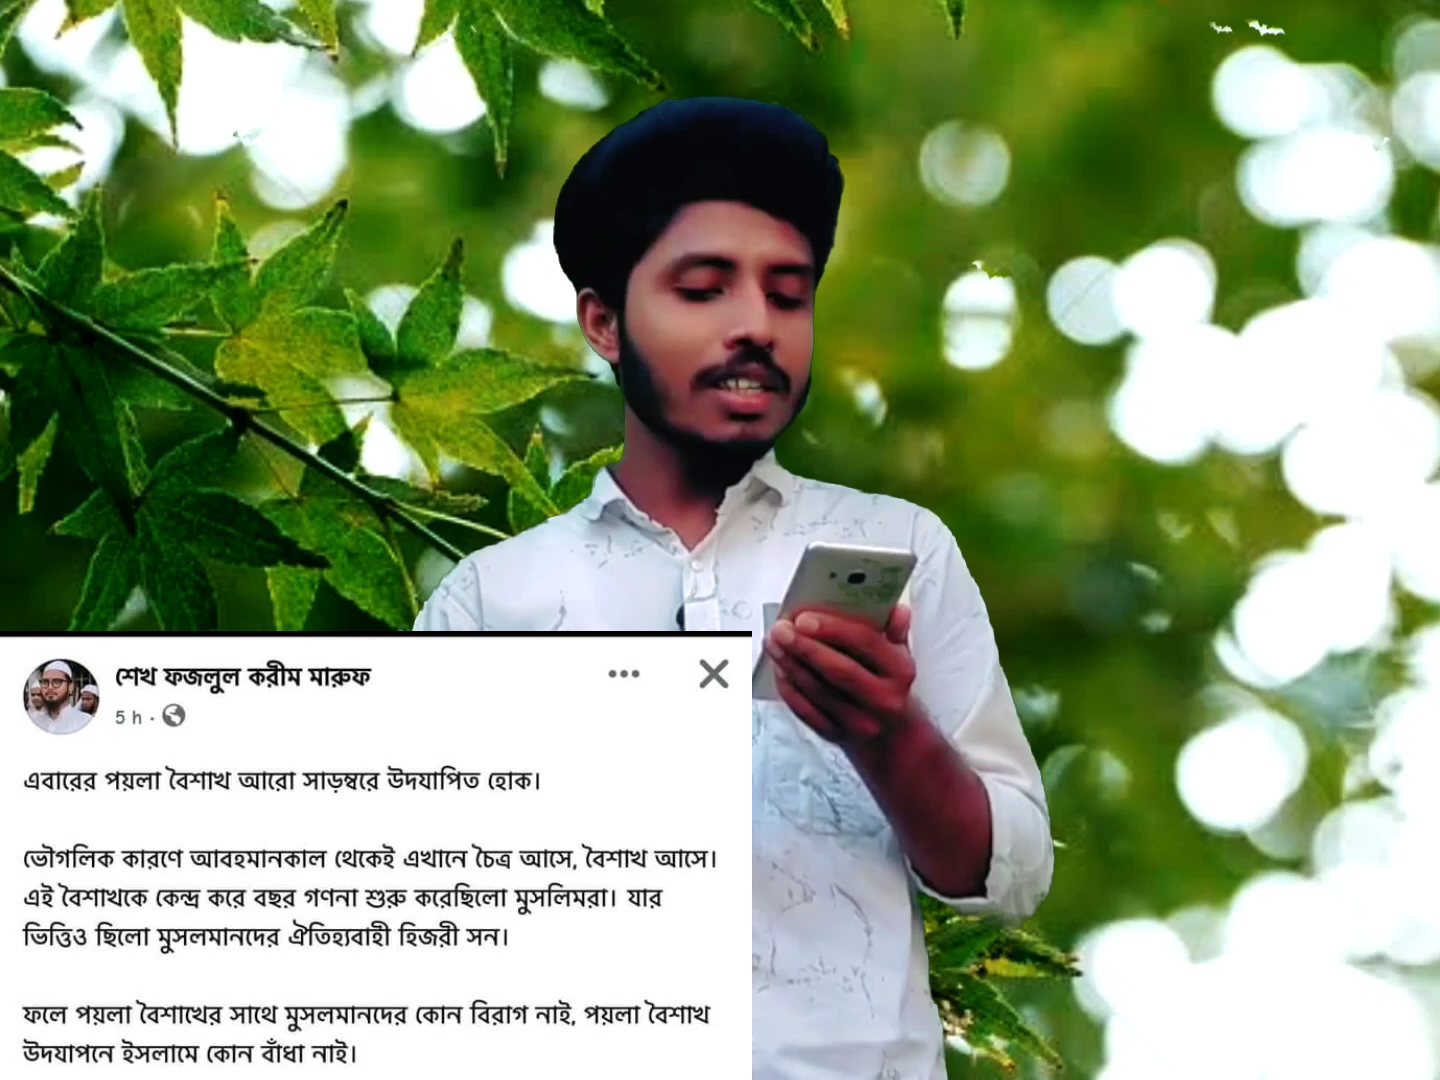 শেখ ফজলুল করীম মারুফ
5 h ·
এবারের পয়লা বৈশাখ আরো সাড়ম্বরে উদযাপিত হোক।
ভৌগলিক কারণে আবহমানকাল থেকেই এখানে চৈত্র আসে, বৈশাখ আসে।
এই বৈশাখকে কেন্দ্র করে বছর গণনা শুরু করেছিলো মুসলিমরা। যার
ভিত্তিও ছিলো মুসলমানদের ঐতিহ্যবাহী হিজরী সন।
ফলে পয়লা বৈশাখের সাথে মুসলমানদের কোন বিরাগ নাই, পয়লা বৈশাখ
উদযাপনে ইসলামে কোন বাঁধা নাই।